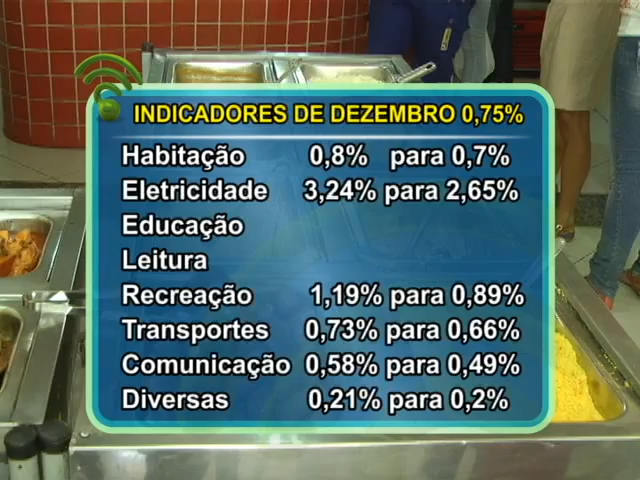 INDICADORES DE DEZEMBRO 0,75%
Habitação 0,8% para 0,7%
Eletricidade 3,24% para 2,65%
Educação
Leitura
Recreação 1,19% para 0,89%
Transportes 0,73% para 0,66%
Comunicação 0,58% para 0,49%
Diversas 0,21% para 0,2%